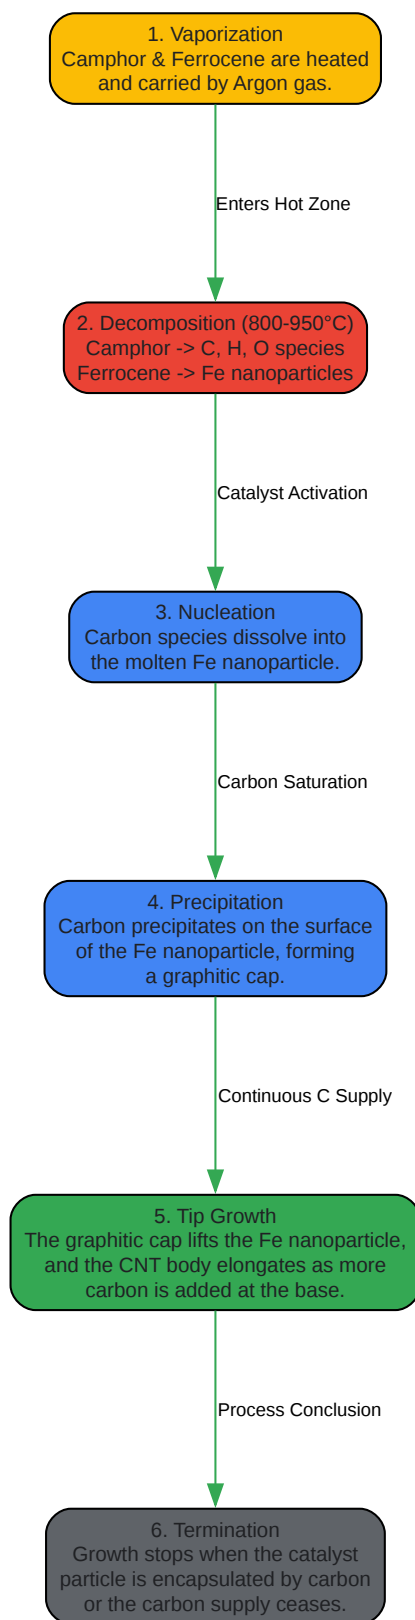 1. Vaporization
Camphor & Ferrocene are heated
and carried by Argon gas.
Enters Hot Zone
2. Decomposition (800-950°C)
Camphor -> C, H, O species
Ferrocene -> Fe nanoparticles
Catalyst Activation
3. Nucleation
Carbon species dissolve into
the molten Fe nanoparticle.
Carbon Saturation
4. Precipitation
Carbon precipitates on the surface
of the Fe nanoparticle, forming
a graphitic cap.
Continuous C Supply
5. Tip Growth
The graphitic cap lifts the Fe nanoparticle,
and the CNT body elongates as more
carbon is added at the base.
Process Conclusion
6. Termination
Growth stops when the catalyst
particle is encapsulated by carbon
or the carbon supply ceases.